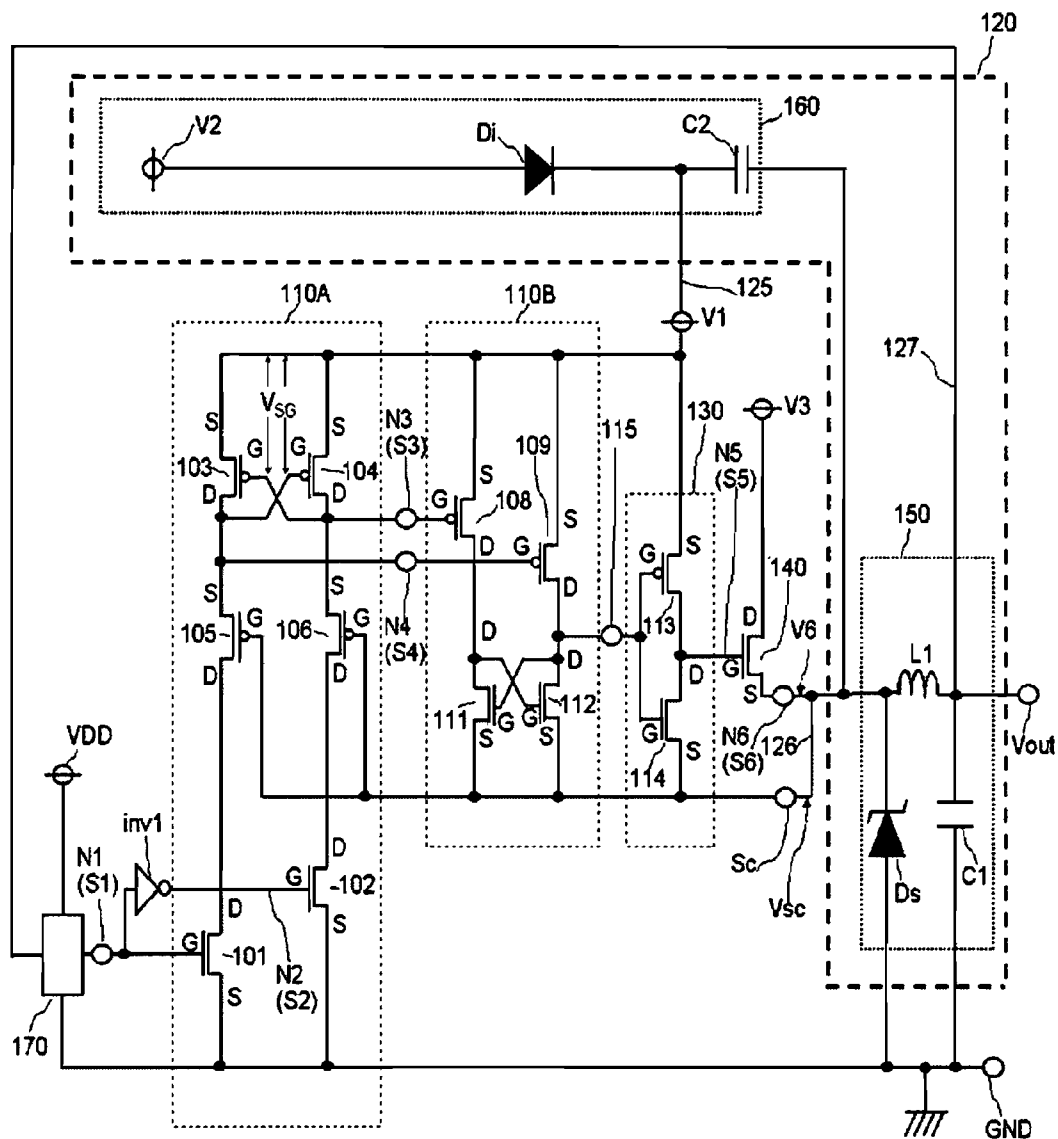 120
160
V2
Di
C2
125
110A
110B
V1
127
VSG
S
S
N3
(S3)
109
115
130
V3
N5
(S5)
103
G
G
104
D
D
S
G
108
D
S
G
D
G
S
113
140
150
S
S
105
G
106
G
N4
(S4)
D
D
D
D
111
G
G
112
S
S
D
G
114
S
D
G
S
V6
N6
(S6)
126
L1
Vout
VDD
inv1
N1
(S1)
Sc
Vsc
Ds
C1
D
G
102
S
D
G
101
S
N2
(S2)
170
GND